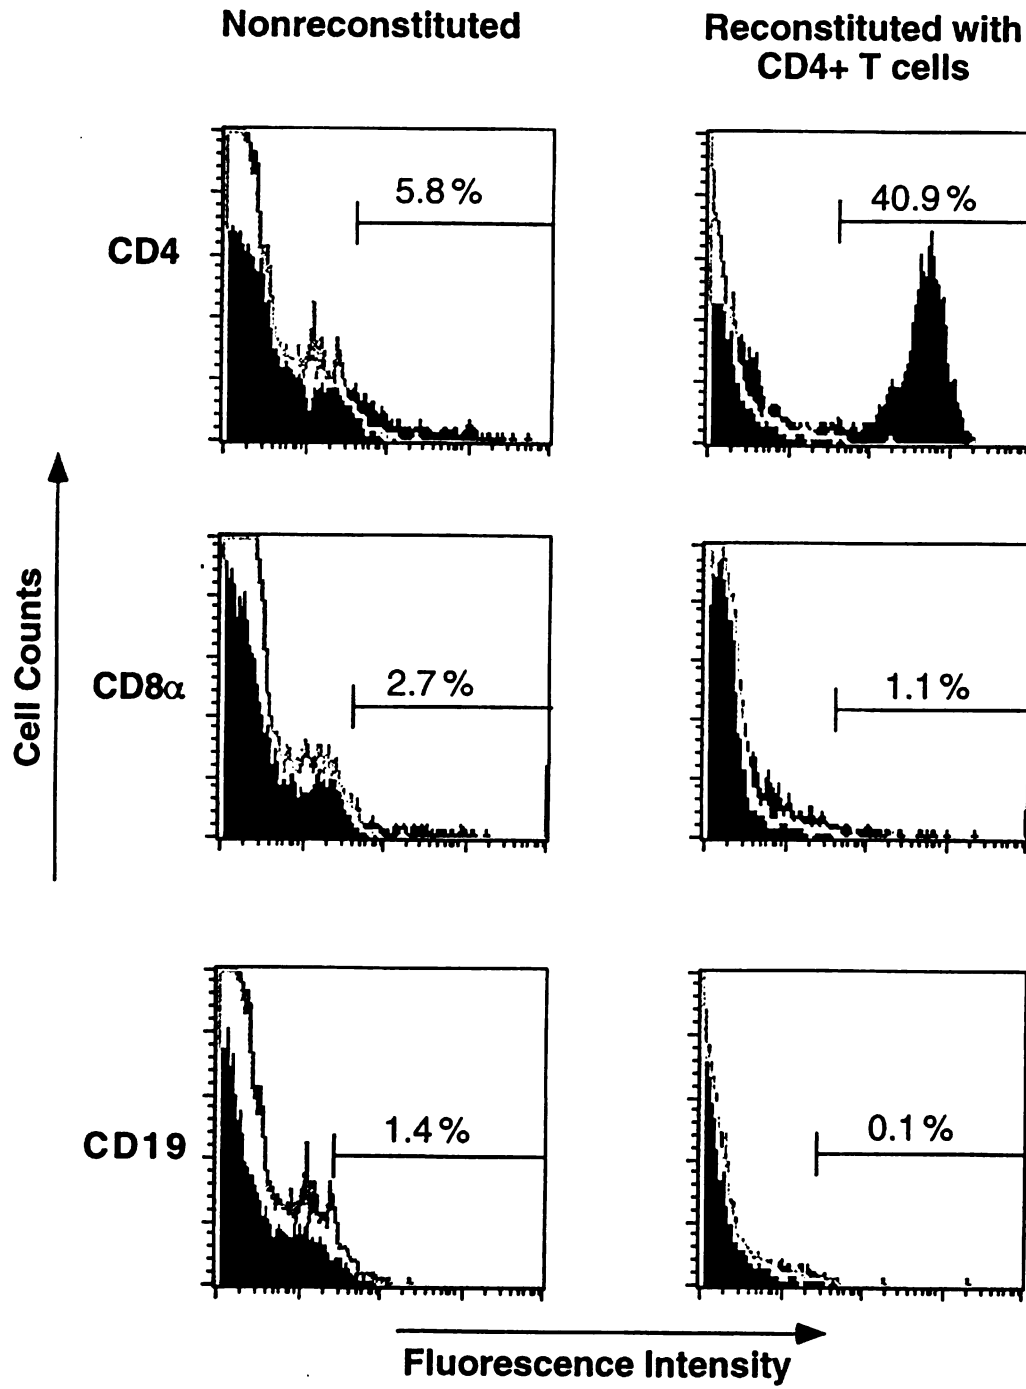 Nonreconstituted
Reconstituted with
CD4+ T cells
CD4
5.8%
40.9%
CD8α
2.7%
1.1%
CD19
1.4%
0.1%
Cell Counts
Fluorescence Intensity